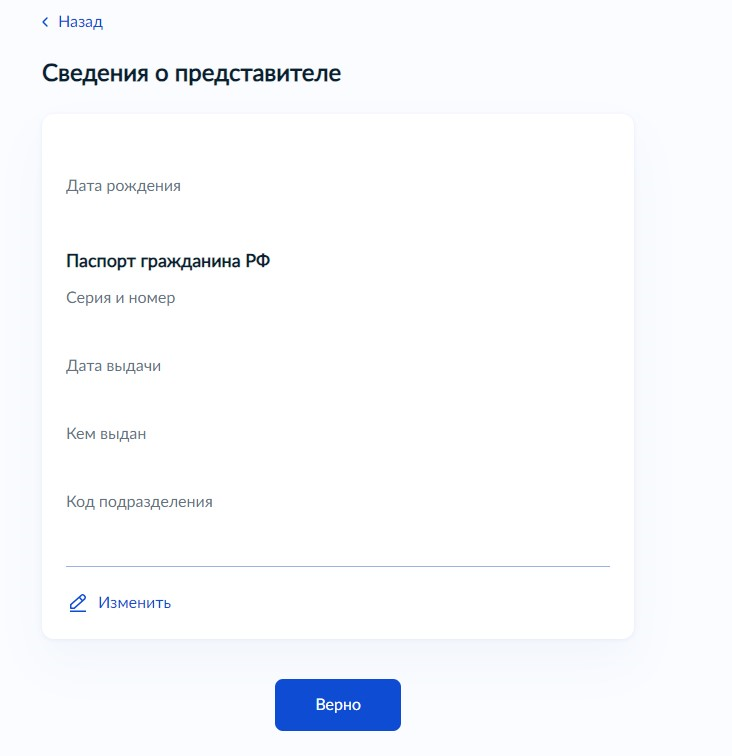 Назад
Сведения о представителе
Дата рождения
Паспорт гражданина РФ
Серия и номер
Дата выдачи
Кем выдан
Код подразделения
Изменить
Верно